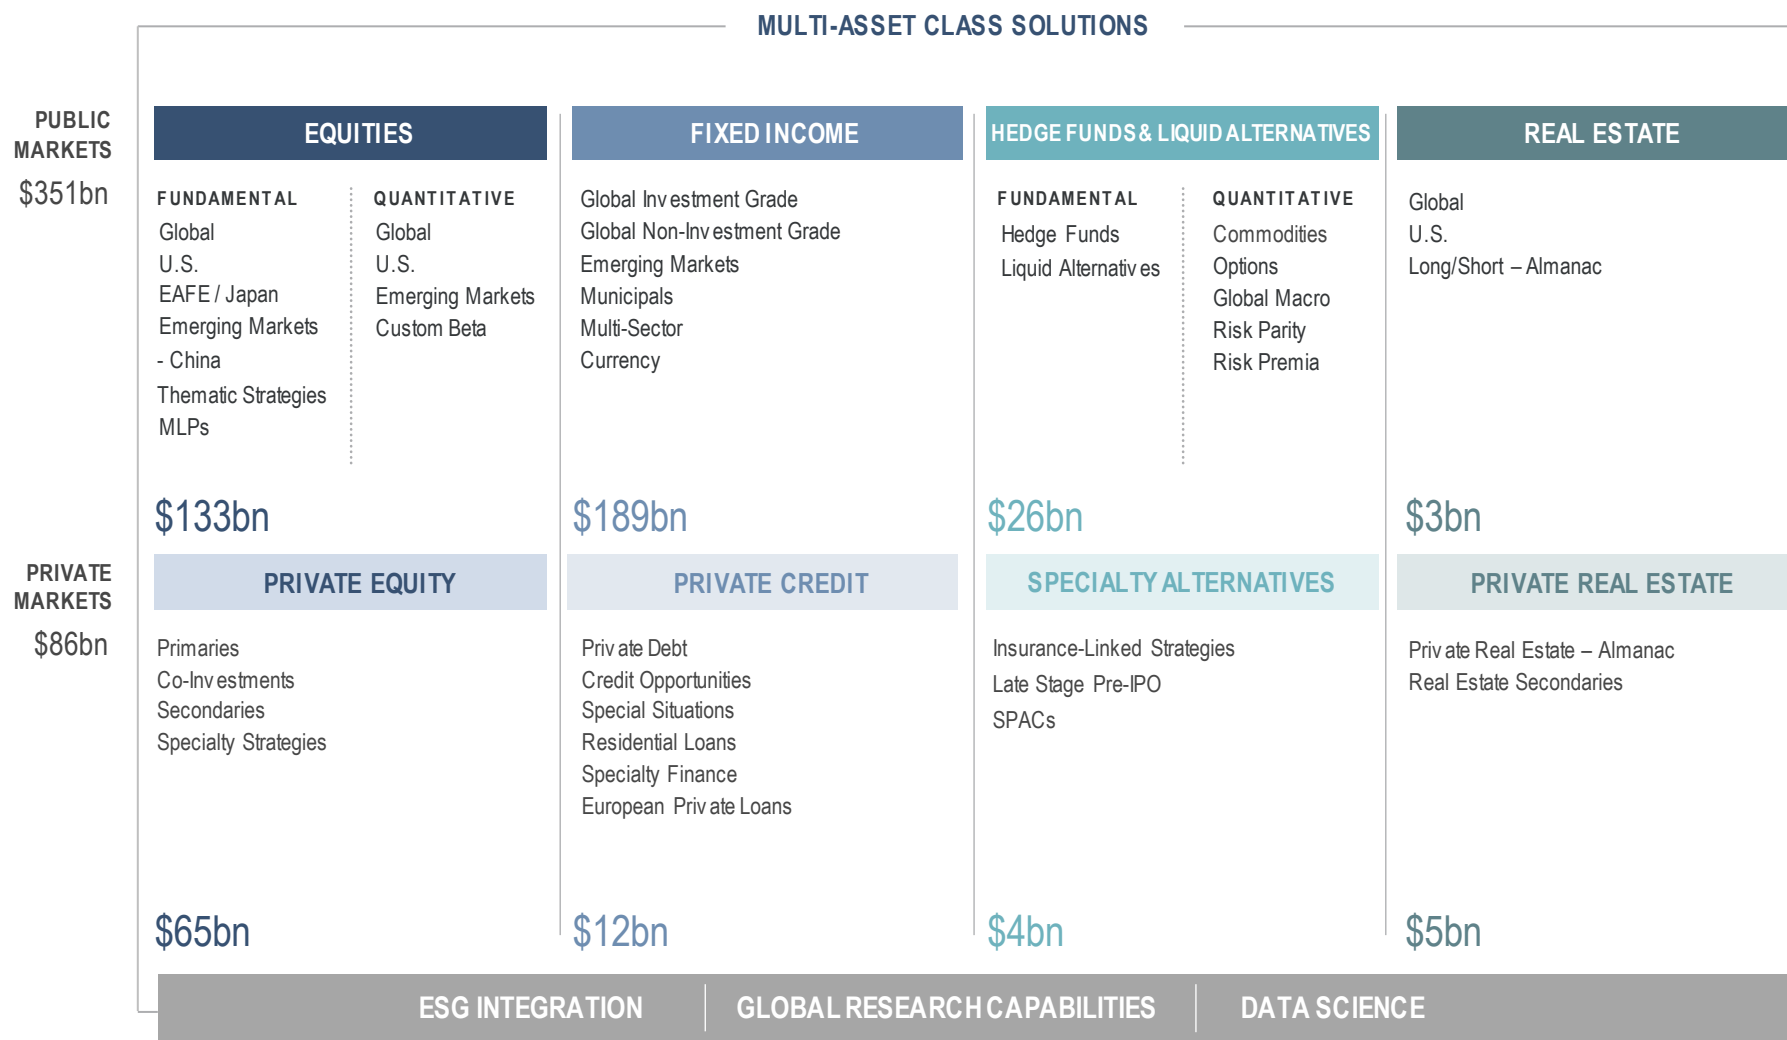 MULTI-ASSET CLASS SOLUTIONS
PUBLIC
MARKETS
$351bn
EQUITIES
FUNDAMENTAL
Global
U.S.
EAFE / Japan
Emerging Markets
- China
Thematic Strategies
MLPs
QUANTITATIVE
Global
U.S.
Emerging Markets
Custom Beta
$133bn
FIXED INCOME
Global Investment Grade
Global Non-Investment Grade
Emerging Markets
Municipals
Multi-Sector
Currency
$189bn
HEDGE FUNDS & LIQUID ALTERNATIVES
FUNDAMENTAL
Hedge Funds
Liquid Alternatives
QUANTITATIVE
Commodities
Options
Global Macro
Risk Parity
Risk Premia
$26bn
REAL ESTATE
Global
U.S.
Long/Short – Almanac
$3bn
PRIVATE
MARKETS
$86bn
PRIVATE EQUITY
Primaries
Co-Investments
Secondaries
Specialty Strategies
$65bn
PRIVATE CREDIT
Private Debt
Credit Opportunities
Special Situations
Residential Loans
Specialty Finance
European Private Loans
$12bn
SPECIALTY ALTERNATIVES
Insurance-Linked Strategies
Late Stage Pre-IPO
SPACs
$4bn
PRIVATE REAL ESTATE
Private Real Estate – Almanac
Real Estate Secondaries
$5bn
ESG INTEGRATION
GLOBAL RESEARCH CAPABILITIES
DATA SCIENCE